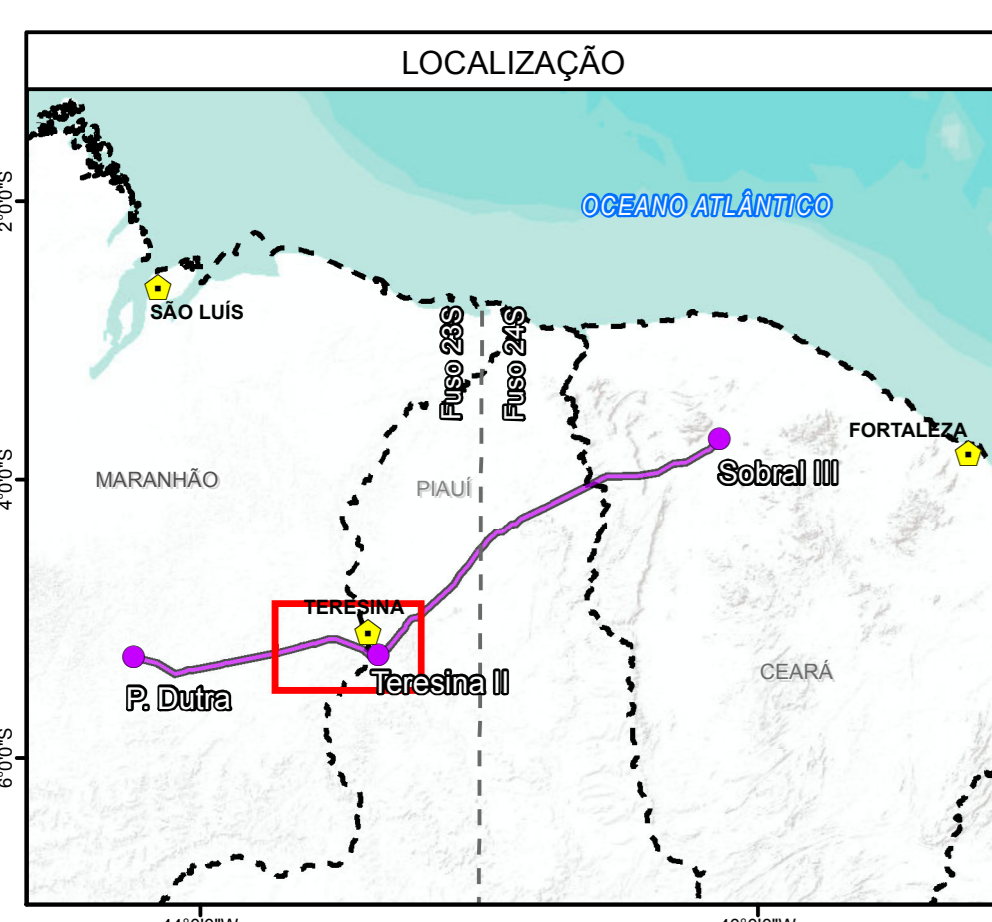 LOCALIZAÇÃO
2°0'0"S
OCEANO ATLÂNTICO
SÃO LUÍS
Fuso 23S
Fuso 24S
FORTALEZA
MARANHÃO
PIAUÍ
Sobral III
4°0'0"S
TERESINA
P. Dutra
Teresina II
CEARÁ
6°0'0"S